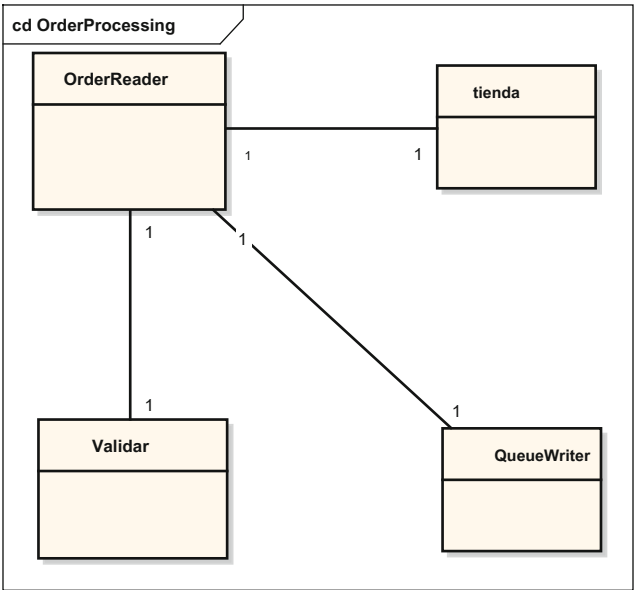 cd OrderProcessing
OrderReader
tienda
1
1
1
1
1
1
Validar
QueueWriter